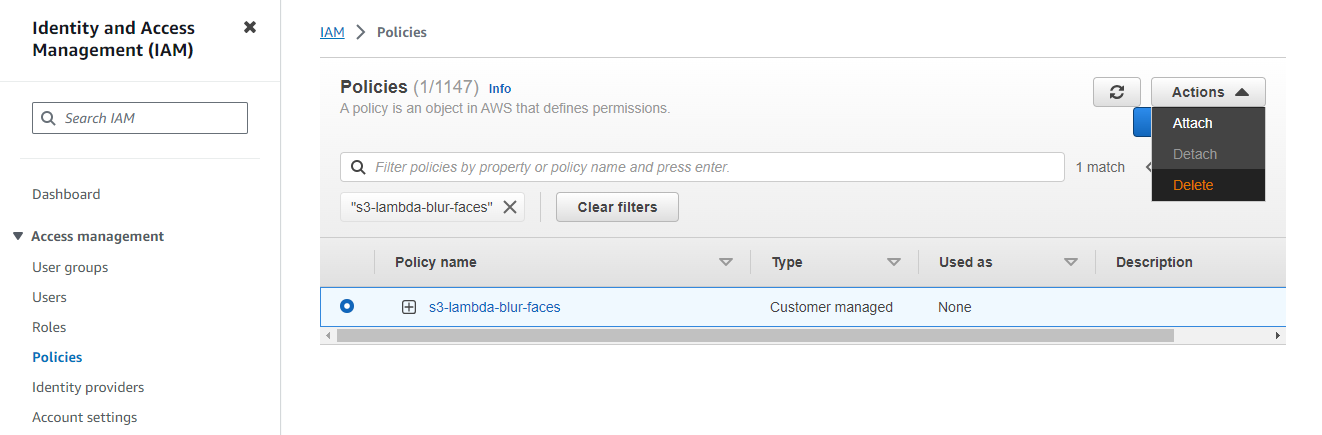 Identity and Access
Management (IAM)
Search IAM
Dashboard
Access management
User groups
Users
Roles
Policies
Identity providers
Account settings
IAM > Policies
Policies (1/1147) Info
A policy is an object in AWS that defines permissions.
Actions
Attach
Detach
Delete
Filter policies by property or policy name and press enter.
1 match
"s3-lambda-blur-faces"
Clear filters
Policy name Type Used as Description
s3-lambda-blur-faces Customer managed None